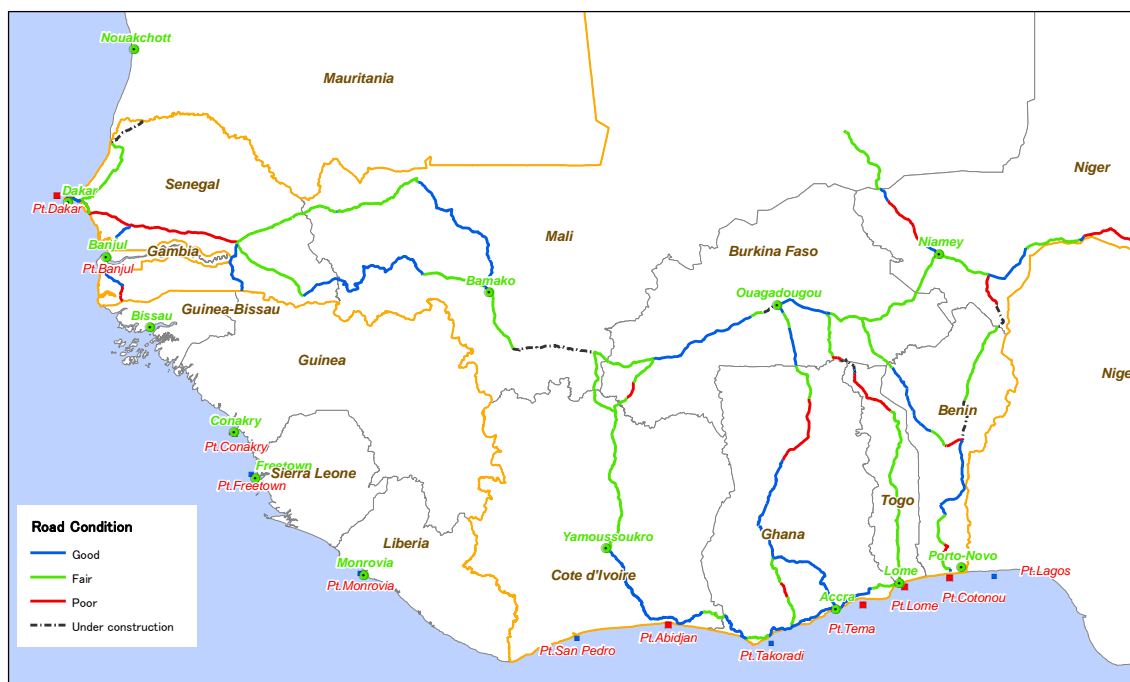 Nouakchott
Mauritania
Senegal
Niger
Dakar
Pt.Dakar
Mali
Banjul
Gâmbia
Pt.Banjul
Burkina Faso
Niamey
Bamako
Ouagadougou
Guinea-Bissau
Bissau
Guinea
Nige
Benin
Conakry
Pt.Conakry
Freetown
Sierra Leone
Pt.Freetown
Togo
Road Condition
Good
Fair
Poor
Under construction
Liberia
Monrovia
Pt.Monrovia
Yamoussoukro
Cote d'Ivoire
Ghana
Porto-Novo
Lome
Pt.Lagos
Pt.Cotonou
Pt.Lome
Accra
Pt.Tema
Pt.Abidjan
Pt.San Pedro
Pt.Takoradi